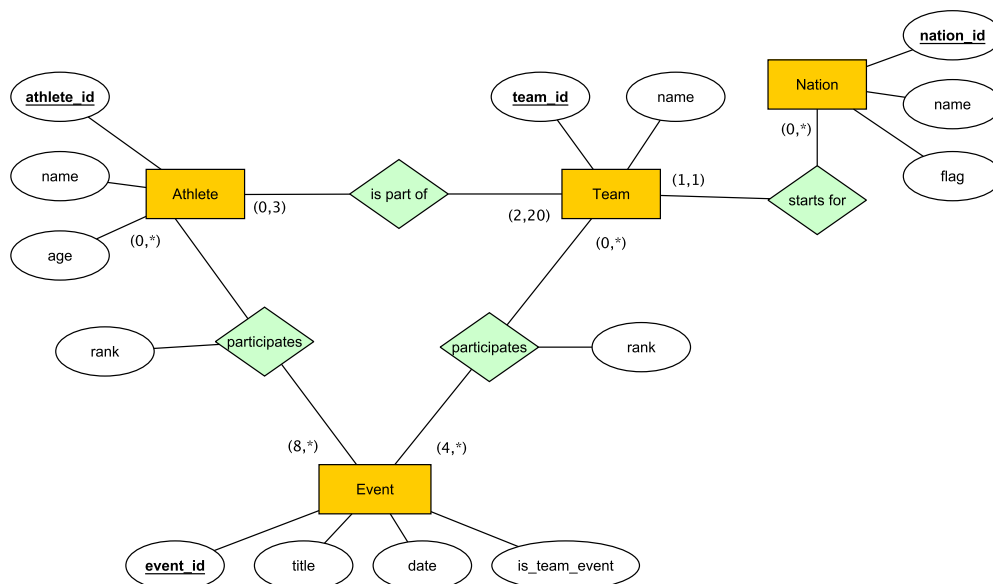 nation_id
Nation
athlete_id
team_id
name
name
(0,*)
name
Athlete
(0,3)
is part of
(2,20)
Team
(1,1)
starts for
flag
age
(0,*)
(0,*)
rank
participates
participates
rank
(8,*)
(4,*)
Event
event_id
title
date
is_team_event